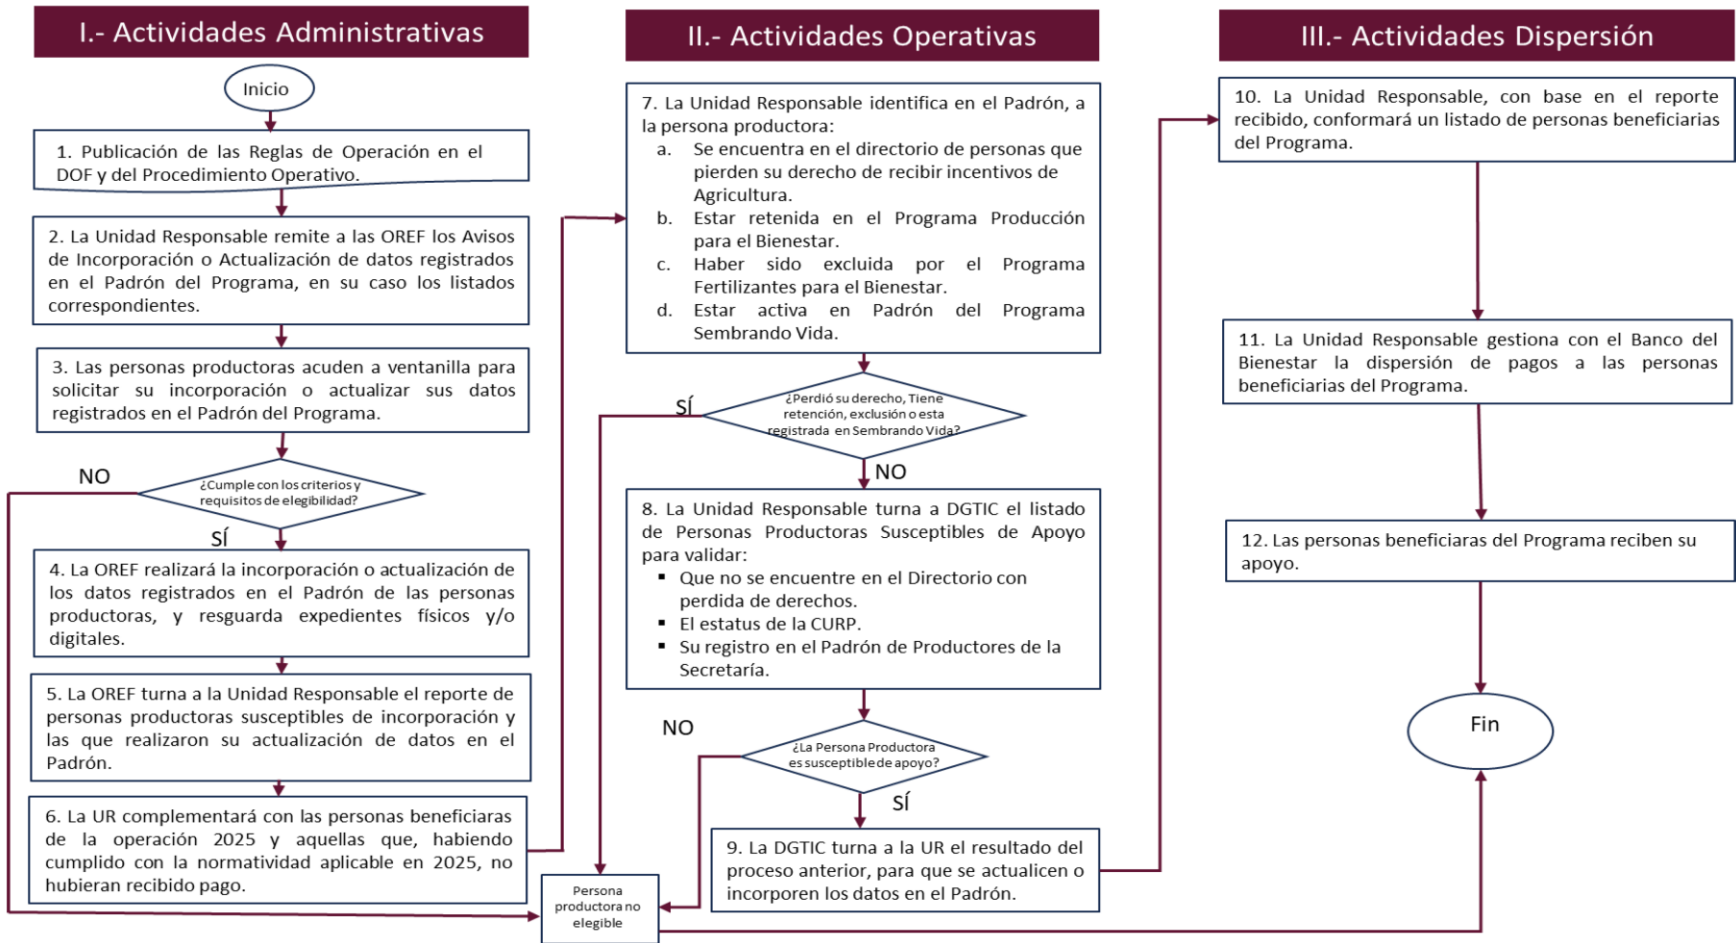 I.- Actividades Administrativas
Inicio
1. Publicación de las Reglas de Operación en el
DOF y del Procedimiento Operativo.
2. La Unidad Responsable remite a las OREF los Avisos
de Incorporación o Actualización de datos registrados
en el Padrón del Programa, en su caso los listados
correspondientes.
3. Las personas productoras acuden a ventanilla para
solicitar su incorporación o actualizar sus datos
registrados en el Padrón del Programa.
NO
¿Cumple con los criterios y
requisitos de elegibilidad?
SÍ
4. La OREF realizará la incorporación o actualización de
los datos registrados en el Padrón de las personas
productoras, y resguarda expedientes físicos y/o
digitales.
5. La OREF turna a la Unidad Responsable el reporte de
personas productoras susceptibles de incorporación y
las que realizaron su actualización de datos en el
Padrón.
6. La UR complementará con las personas beneficiaras
de la operación 2025 y aquellas que, habiendo
cumplido con la normatividad aplicable en 2025, no
hubieran recibido pago.
II.- Actividades Operativas
7. La Unidad Responsable identifica en el Padrón, a
la persona productora:
a. Se encuentra en el directorio de personas que
pierden su derecho de recibir incentivos de
Agricultura.
b. Estar retenida en el Programa Producción
para el Bienestar.
c. Haber sido excluida por el Programa
Fertilizantes para el Bienestar.
d. Estar activa en Padrón del Programa
Sembrando Vida.
SÍ
¿Perdió su derecho, Tiene
retención, exclusión o esta
registrada en Sembrando Vida?
NO
8. La Unidad Responsable turna a DGTIC el listado
de Personas Productoras Susceptibles de Apoyo
para validar:
▪ Que no se encuentre en el Directorio con
perdida de derechos.
▪ El estatus de la CURP.
▪ Su registro en el Padrón de Productores de la
Secretaría.
NO
¿La Persona Productora
es susceptible de apoyo?
SÍ
9. La DGTIC turna a la UR el resultado del
proceso anterior, para que se actualicen o
incorporen los datos en el Padrón.
Persona
productora no
elegible
III.- Actividades Dispersión
10. La Unidad Responsable, con base en el reporte
recibido, conformará un listado de personas beneficiarias
del Programa.
11. La Unidad Responsable gestiona con el Banco del
Bienestar la dispersión de pagos a las personas
beneficiarias del Programa.
12. Las personas beneficiaras del Programa reciben su
apoyo.
Fin